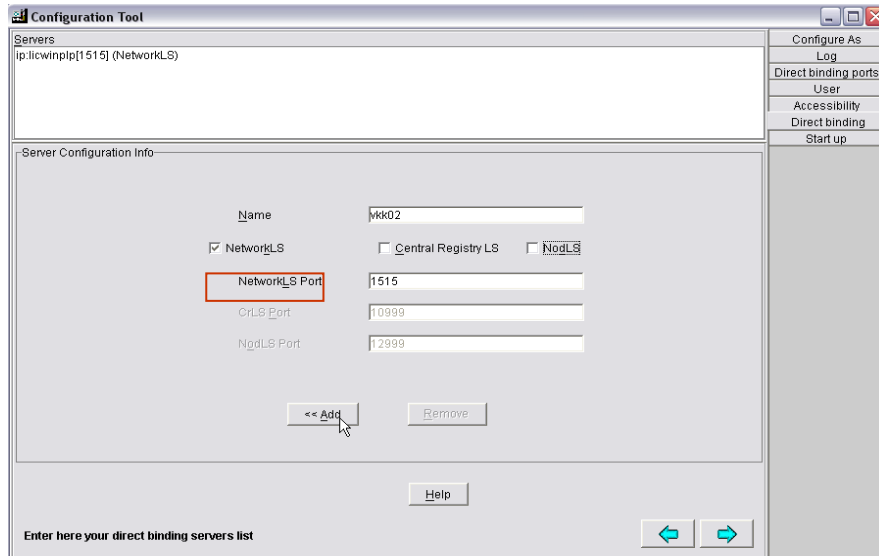 Configuration Tool
Servers
ip:licwinplp[1515] (NetworkLS)
Configure As
Log
Direct binding ports
User
Accessibility
Direct binding
Start up
Server Configuration Info
Name
vkk02
NetworkLS
Central Registry LS
NodLS
NetworkLS Port
1515
CrLS Port
10999
NodLS Port
12999
<< Add
Remove
Help
Enter here your direct binding servers list